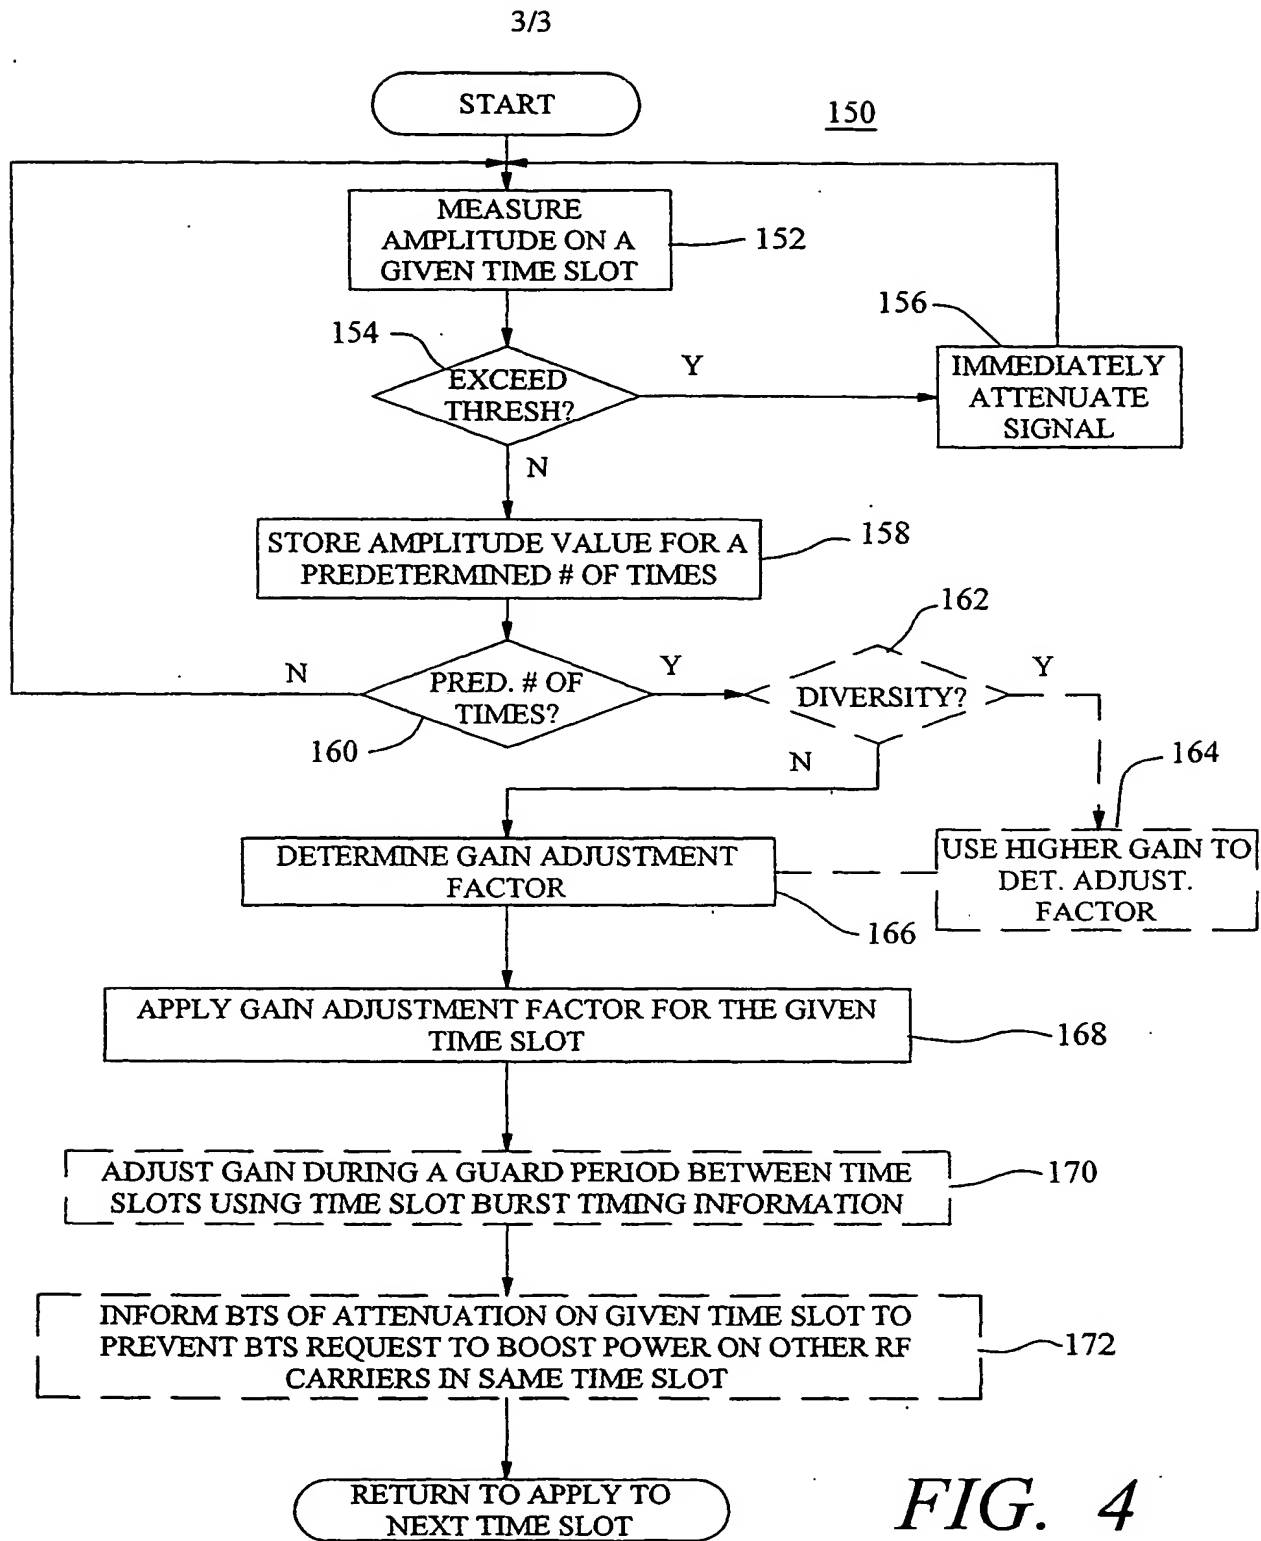 3/3
START
150
MEASURE
AMPLITUDE ON A
GIVEN TIME SLOT
152
154
EXCEED
THRESH?
Y
156
IMMEDIATELY
ATTENUATE
SIGNAL
N
STORE AMPLITUDE VALUE FOR A
PREDETERMINED # OF TIMES
158
162
N
PRED. # OF
TIMES?
Y
DIVERSITY?
Y
160
N
164
DETERMINE GAIN ADJUSTMENT
FACTOR
166
USE HIGHER GAIN TO
DET. ADJUST.
FACTOR
APPLY GAIN ADJUSTMENT FACTOR FOR THE GIVEN
TIME SLOT
168
ADJUST GAIN DURING A GUARD PERIOD BETWEEN TIME
SLOTS USING TIME SLOT BURST TIMING INFORMATION
170
INFORM BTS OF ATTENUATION ON GIVEN TIME SLOT TO
PREVENT BTS REQUEST TO BOOST POWER ON OTHER RF
CARRIERS IN SAME TIME SLOT
172
RETURN TO APPLY TO
NEXT TIME SLOT
FIG. 4